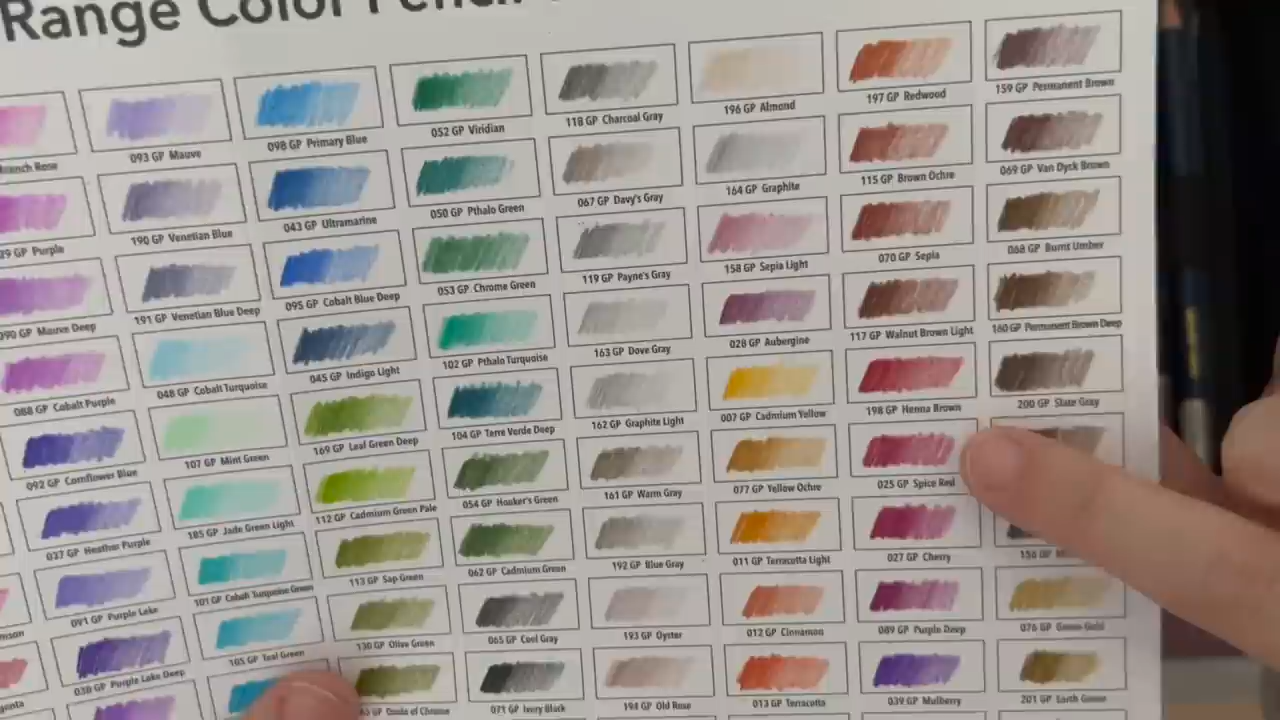 Range Color Pencil
French Rose
093 GP Mauve
098 GP Primary Blue
052 GP Viridian
118 GP Charcoal Gray
196 GP Almond
197 GP Redwood
159 GP Permanent Brown
29 GP Purple
190 GP Venetian Blue
043 GP Ultramarine
050 GP Pthalo Green
067 GP Davy's Gray
164 GP Graphite
115 GP Brown Ochre
069 GP Van Dyck Brown
090 GP Mauve Deep
191 GP Venetian Blue Deep
095 GP Cobalt Blue Deep
053 GP Chrome Green
119 GP Payne's Gray
158 GP Sepia Light
070 GP Sepia
068 GP Burnt Umber
088 GP Cobalt Purple
048 GP Cobalt Turquoise
045 GP Indigo Light
102 GP Pthalo Turquoise
163 GP Dove Gray
028 GP Aubergine
117 GP Walnut Brown Light
160 GP Permanent Brown Deep
092 GP Cornflower Blue
107 GP Mint Green
169 GP Leaf Green Deep
104 GP Terre Verde Deep
162 GP Graphite Light
007 GP Cadmium Yellow
198 GP Henna Brown
200 GP Slate Gray
037 GP Heather Purple
185 GP Jade Green Light
112 GP Cadmium Green Pale
054 GP Hooker's Green
161 GP Warm Gray
077 GP Yellow Ochre
025 GP Spice Red
091 GP Purple Lake
101 GP Cobalt Turquoise Green
113 GP Sap Green
062 GP Cadmium Green
192 GP Blue Gray
011 GP Terracotta Light
027 GP Cherry
156 GP
038 GP Purple Lake Deep
105 GP Teal Green
130 GP Olive Green
065 GP Cool Gray
193 GP Oyster
012 GP Cinnamon
089 GP Purple Deep
076 GP Green Gold
GP Oxide of Chrome
071 GP Ivory Black
194 GP Old Rose
013 GP Terracotta
039 GP Mulberry
201 GP Earth Green